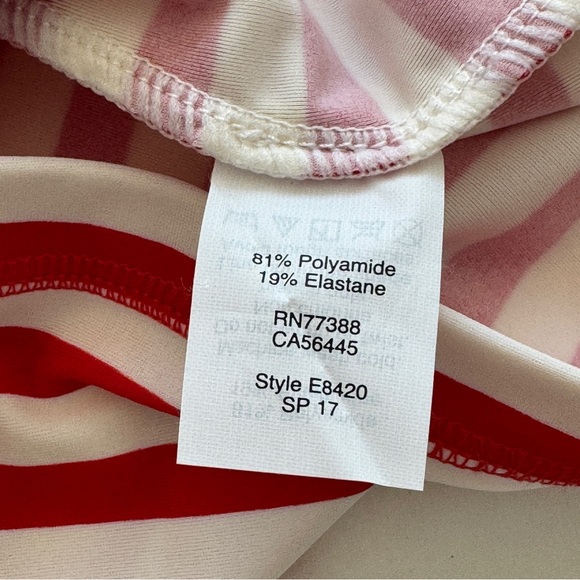 81% Polyamide
19% Elastane
RN77388
CA56445
Style E8420
SP 17